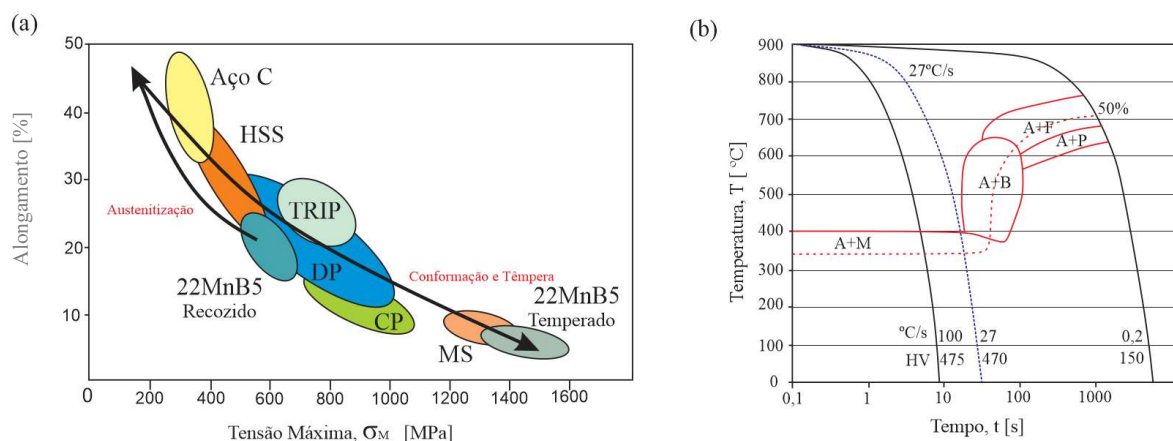 (a)
50
40
30
20
10
0
200
400
600
800
1000
1200
1400
1600
Alongamento [%]
Tensão Máxima, σM [MPa]
Aço C
HSS
Austenitização
TRIP
DP
Conformação e Têmpera
22MnB5
Recozido
CP
22MnB5
Temperado
MS
(b)
900
800
700
600
500
400
300
200
100
0
0,1
1
10
100
1000
Temperatura, T [ °C]
Tempo, t [s]
27ºC/s
50%
A+F
A+P
A+B
A+M
ºC/s 100 27 0,2
HV 475 470 150